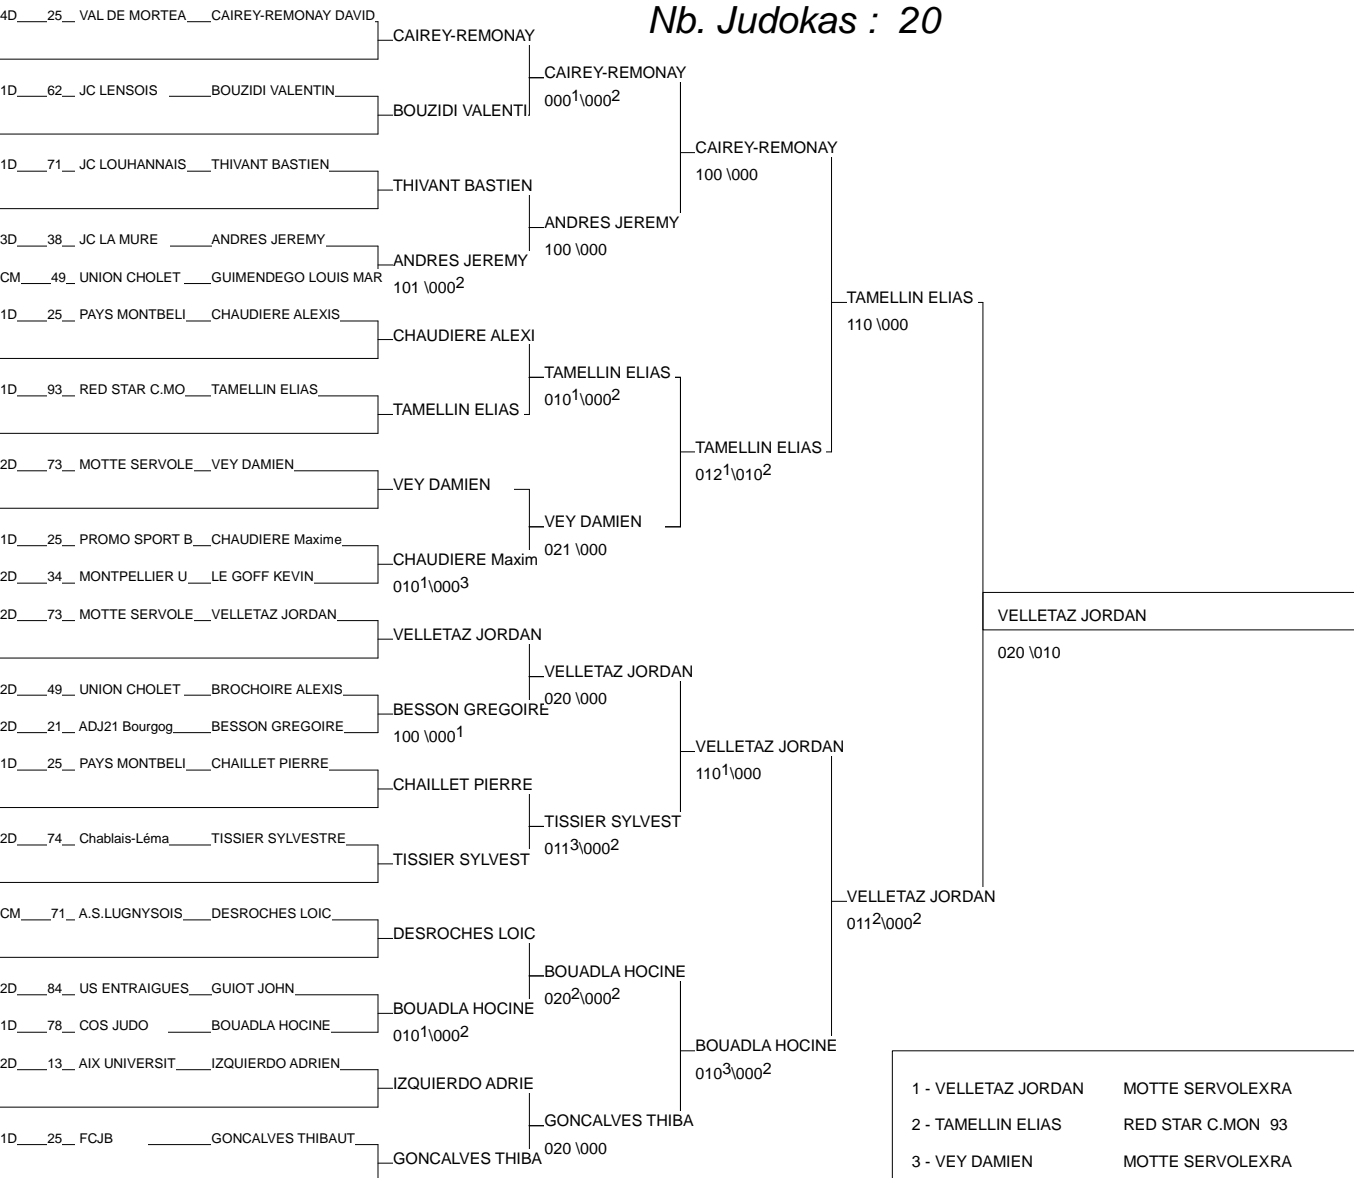 Nb. Judokas : 20
4D 25 VAL DE MORTEA CAIREY-REMONAY DAVID
1D 62 JC LENSOIS BOUZIDI VALENTIN
1D 71 JC LOUHANNAIS THIVANT BASTIEN
3D 38 JC LA MURE ANDRES JEREMY
CM 49 UNION CHOLET GUIMENDEGO LOUIS MAR
1D 25 PAYS MONTBELI CHAUDIERE ALEXIS
1D 93 RED STAR C.MO TAMELLIN ELIAS
2D 73 MOTTE SERVOLE VEY DAMIEN
1D 25 PROMO SPORT B CHAUDIERE Maxime
2D 34 MONTPELLIER U LE GOFF KEVIN
2D 73 MOTTE SERVOLE VELLETAZ JORDAN
2D 49 UNION CHOLET BROCHOIRE ALEXIS
2D 21 ADJ21 Bourgog BESSON GREGOIRE
1D 25 PAYS MONTBELI CHAILLET PIERRE
2D 74 Chablais-Léma TISSIER SYLVESTRE
CM 71 A.S.LUGNYSOIS DESROCHES LOIC
2D 84 US ENTRAIGUES GUIOT JOHN
1D 78 COS JUDO BOUADLA HOCINE
2D 13 AIX UNIVERSIT IZQUIERDO ADRIEN
1D 25 FCJB GONCALVES THIBAUT
CAIREY-REMONAY
BOUZIDI VALENTI
THIVANT BASTIEN
ANDRES JEREMY
101 \000²
CHAUDIERE ALEXI
TAMELLIN ELIAS
VEY DAMIEN
CHAUDIERE Maxim
010¹\000³
VELLETAZ JORDAN
BESSON GREGOIRE
100 \000¹
CHAILLET PIERRE
TISSIER SYLVEST
DESROCHES LOIC
BOUADLA HOCINE
010¹\000²
IZQUIERDO ADRIE
GONCALVES THIBA
CAIREY-REMONAY
000¹\000²
ANDRES JEREMY
100 \000
TAMELLIN ELIAS
010¹\000²
VEY DAMIEN
021 \000
VELLETAZ JORDAN
020 \000
TISSIER SYLVEST
011³\000²
BOUADLA HOCINE
020²\000²
GONCALVES THIBA
020 \000
CAIREY-REMONAY
100 \000
TAMELLIN ELIAS
012¹\010²
VELLETAZ JORDAN
110¹\000
BOUADLA HOCINE
010³\000²
TAMELLIN ELIAS
110 \000
VELLETAZ JORDAN
011²\000²
VELLETAZ JORDAN
020 \010
1 - VELLETAZ JORDAN MOTTE SERVOLEXRA
2 - TAMELLIN ELIAS RED STAR C.MON 93
3 - VEY DAMIEN MOTTE SERVOLEXRA